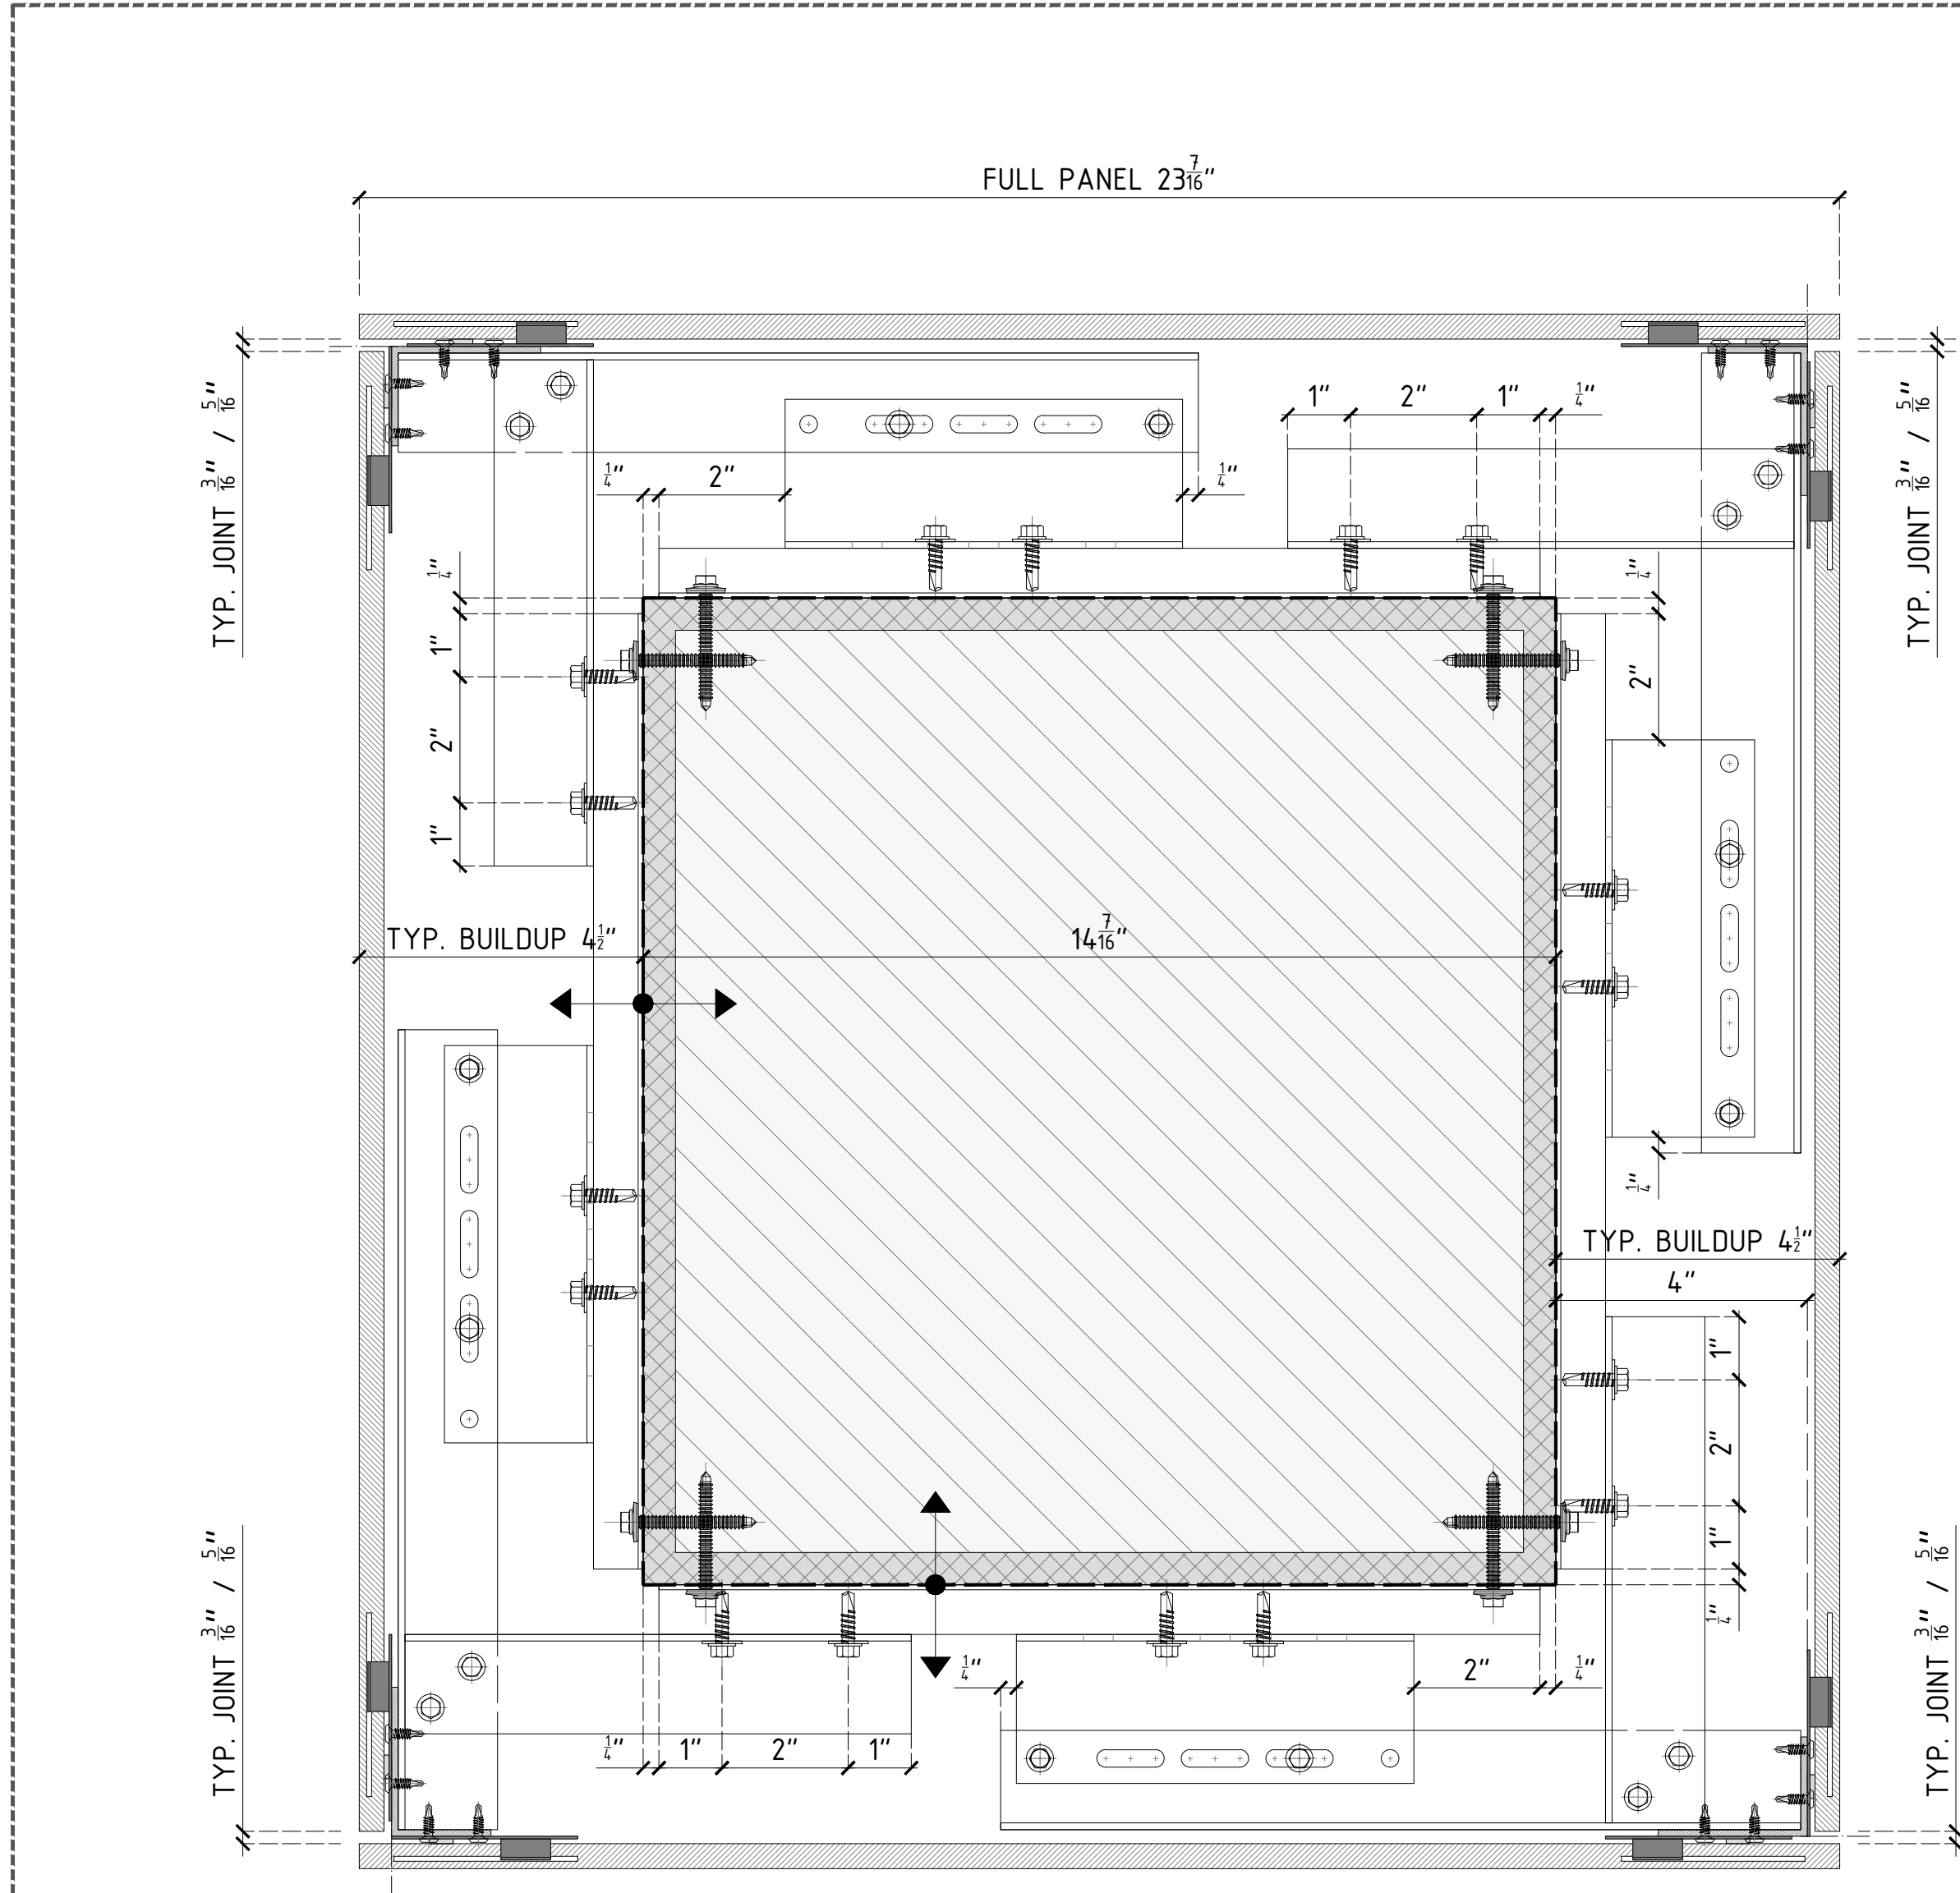 FULL PANEL 23 7/16"
TYP. JOINT 3/16" / 5/16"
TYP. JOINT 3/16" / 5/16"
1" 2" 1" 1/4"
1/4" 2" 1/4"
1/4"
1"
2"
1"
1/4"
2"
TYP. BUILDUP 4 1/2"
14 7/16"
1/4"
TYP. BUILDUP 4 1/2"
4"
1"
2"
1"
1/4"
TYP. JOINT 3/16" / 5/16"
TYP. JOINT 3/16" / 5/16"
1/4" 2" 1/4"
1/4" 1" 2" 1"